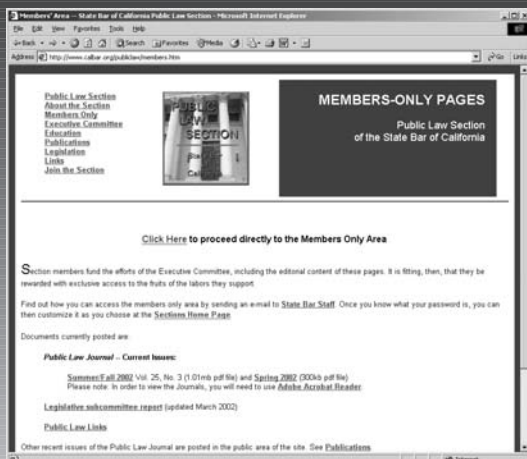 Members' Area -- State Bar of California Public Law Section - Microsoft Internet Explorer
File Edit View Favorites Tools Help
Back Search Favorites Media
Address http://www.calbar.org/publiclaw/members.htm Go Links
Public Law Section
About the Section
Members Only
Executive Committee
Education
Publications
Legislation
Links
Join the Section
PUBLIC
LAW
SECTION
State Bar
of
California
MEMBERS-ONLY PAGES
Public Law Section
of the State Bar of California
Click Here to proceed directly to the Members Only Area
Section members fund the efforts of the Executive Committee, including the editorial content of these pages. It is fitting, then, that they be
rewarded with exclusive access to the fruits of the labors they support.
Find out how you can access the members only area by sending an e-mail to State Bar Staff. Once you know what your password is, you can
then customize it as you choose at the Sections Home Page.
Documents currently posted are:
Public Law Journal -- Current Issues:
Summer/Fall 2002 Vol. 25, No. 3 (1.01mb pdf file) and Spring 2002 (300kb pdf file)
Please note: In order to view the Journals, you will need to use Adobe Acrobat Reader.
Legislative subcommittee report (updated March 2002)
Public Law Links
Other recent issues of the Public Law Journal are posted in the public area of the site. See Publications.